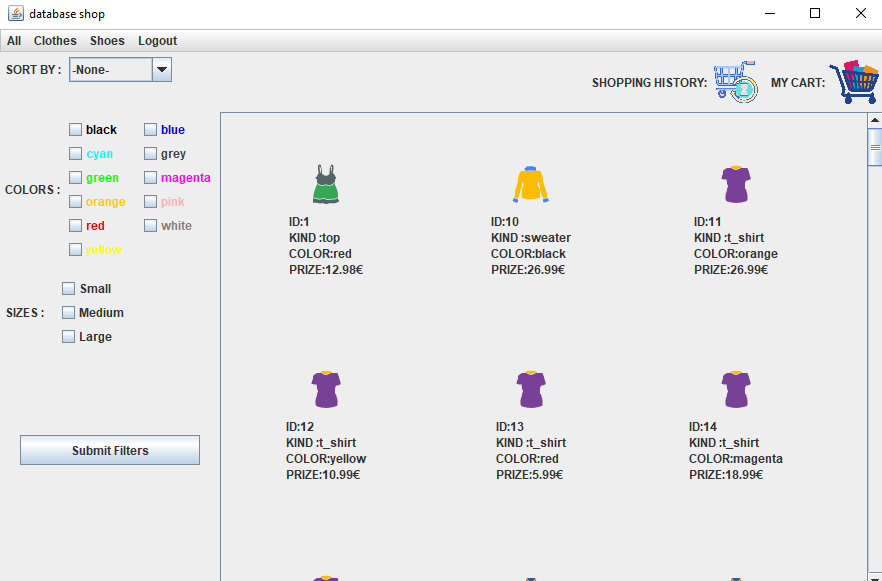 database shop
All Clothes Shoes Logout
SORT BY : -None-
SHOPPING HISTORY: MY CART:
COLORS :
black blue
cyan grey
green magenta
orange pink
red white
yellow
SIZES :
Small
Medium
Large
Submit Filters
ID:1
KIND :top
COLOR:red
PRIZE:12.98€
ID:10
KIND :sweater
COLOR:black
PRIZE:26.99€
ID:11
KIND :t_shirt
COLOR:orange
PRIZE:26.99€
ID:12
KIND :t_shirt
COLOR:yellow
PRIZE:10.99€
ID:13
KIND :t_shirt
COLOR:red
PRIZE:5.99€
ID:14
KIND :t_shirt
COLOR:magenta
PRIZE:18.99€